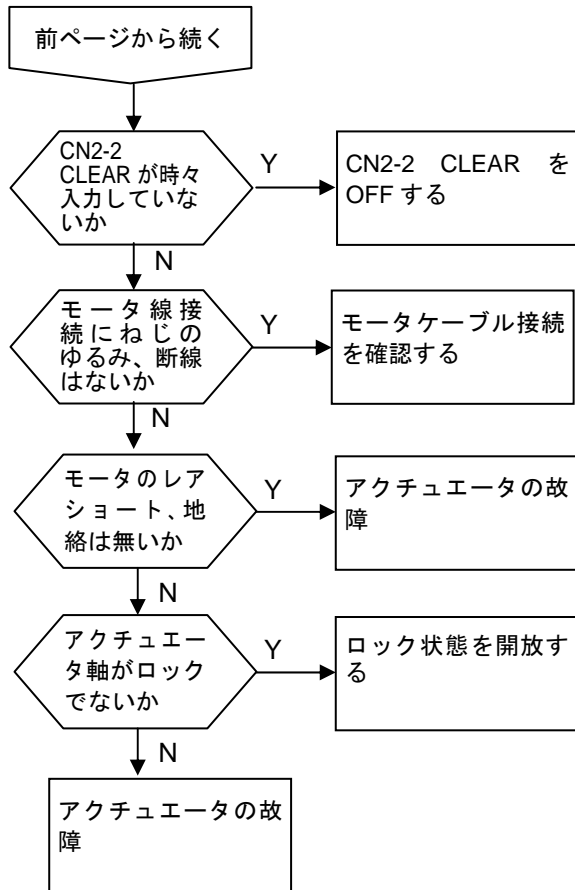 前ページから続く
CN2-2
CLEAR が時々
入力していな
いか
Y
CN2-2 CLEAR を
OFF する
N
モータ線接
続にねじの
ゆるみ、断線
はないか
Y
モータケーブル接続
を確認する
N
モータのレア
ショート、地
絡は無いか
Y
アクチュエータの故
障
N
アクチュエー
タ軸がロック
でないか
Y
ロック状態を開放す
る
N
アクチュエータの故
障